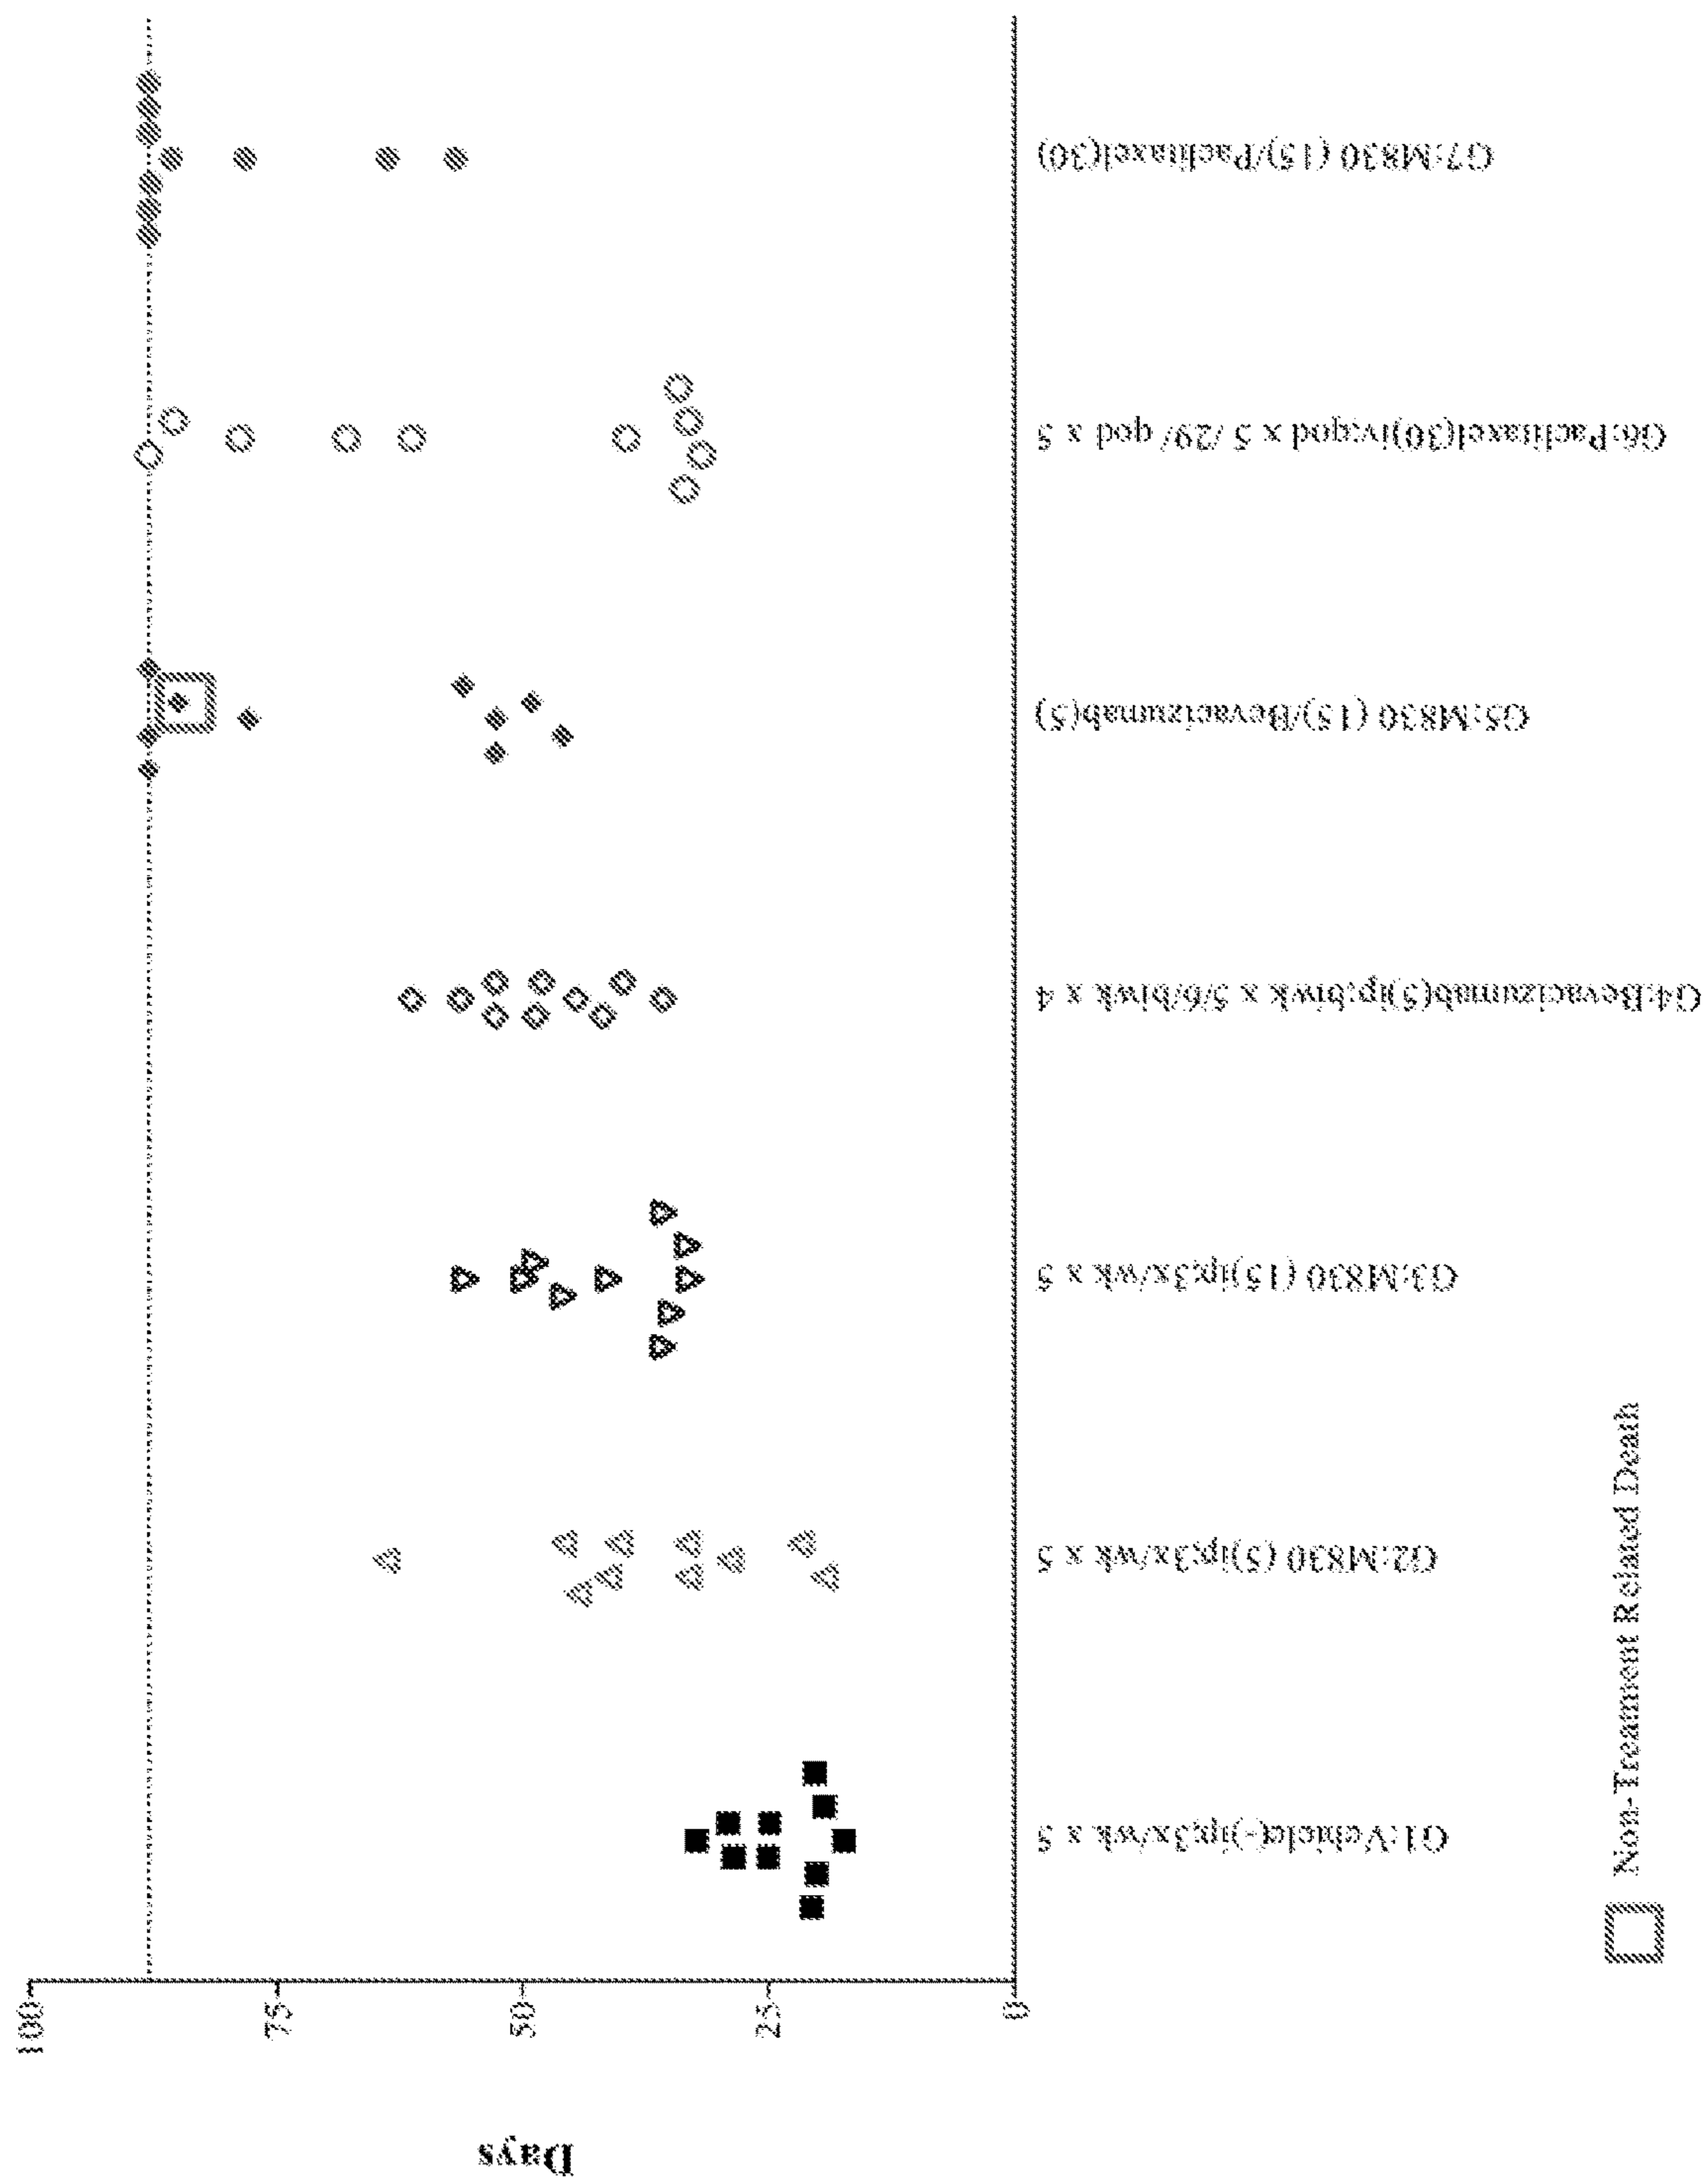 Days
100
75
50
25
0
G1:Vehicle(-)ip;3x/wk x 5
G2:M830 (5)ip;3x/wk x 5
G3:M830 (15)ip;3x/wk x 5
G4:Bevacizumab(5)ip;biwk x 5/6/biwk x 4
G5:M830 (15)/Bevacizumab(5)
G6:Paclitaxel(30)iv;qod x 5 /29/ qod x 5
G7:M830 (15)/Paclitaxel(30)
Non-Treament Related Death